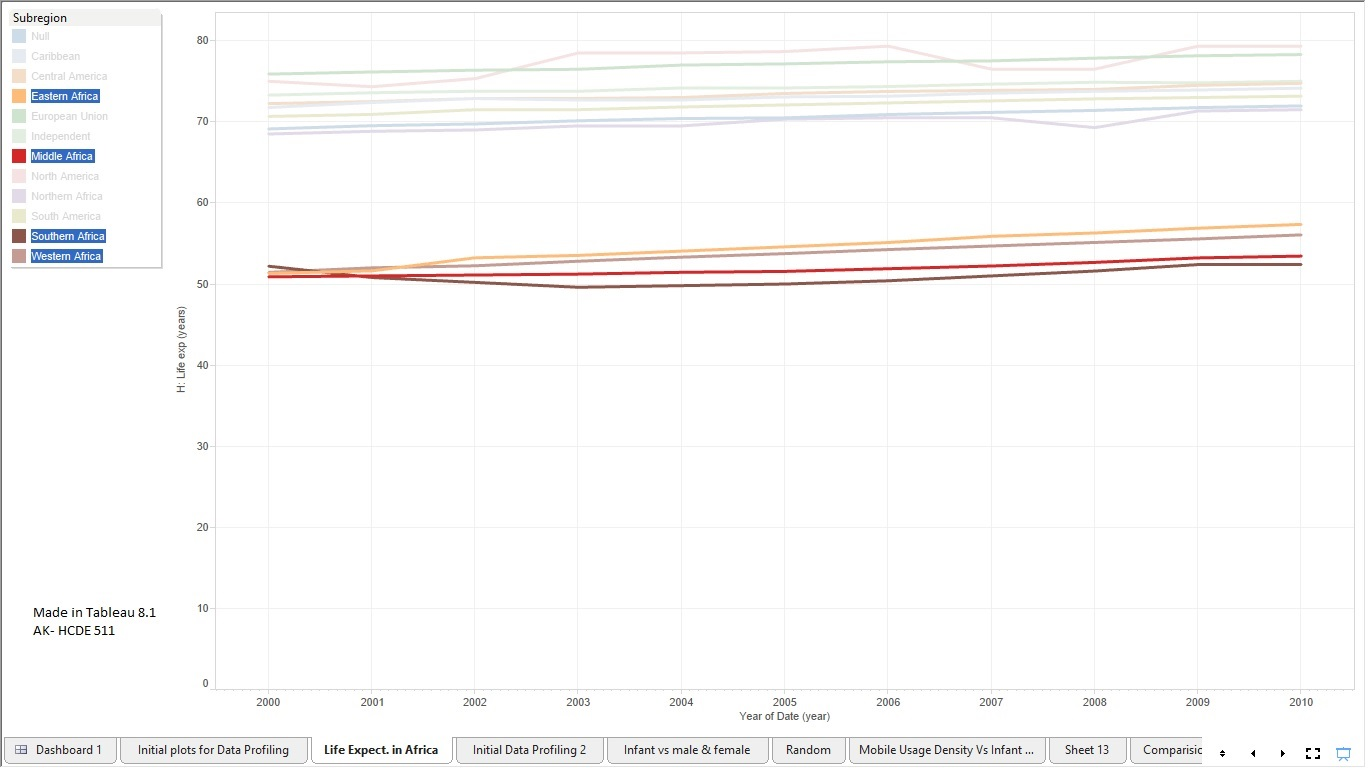 Subregion
Null
Caribbean
Central America
Eastern Africa
European Union
Independent
Middle Africa
North America
Northern Africa
South America
Southern Africa
Western Africa
80
70
60
50
40
30
20
10
0
H: Life exp (years)
2000 2001 2002 2003 2004 2005 2006 2007 2008 2009 2010
Year of Date (year)
Made in Tableau 8.1
AK- HCDE 511
Dashboard 1 Initial plots for Data Profiling Life Expect. in Africa Initial Data Profiling 2 Infant vs male & female Random Mobile Usage Density Vs Infant ... Sheet 13 Comparisic